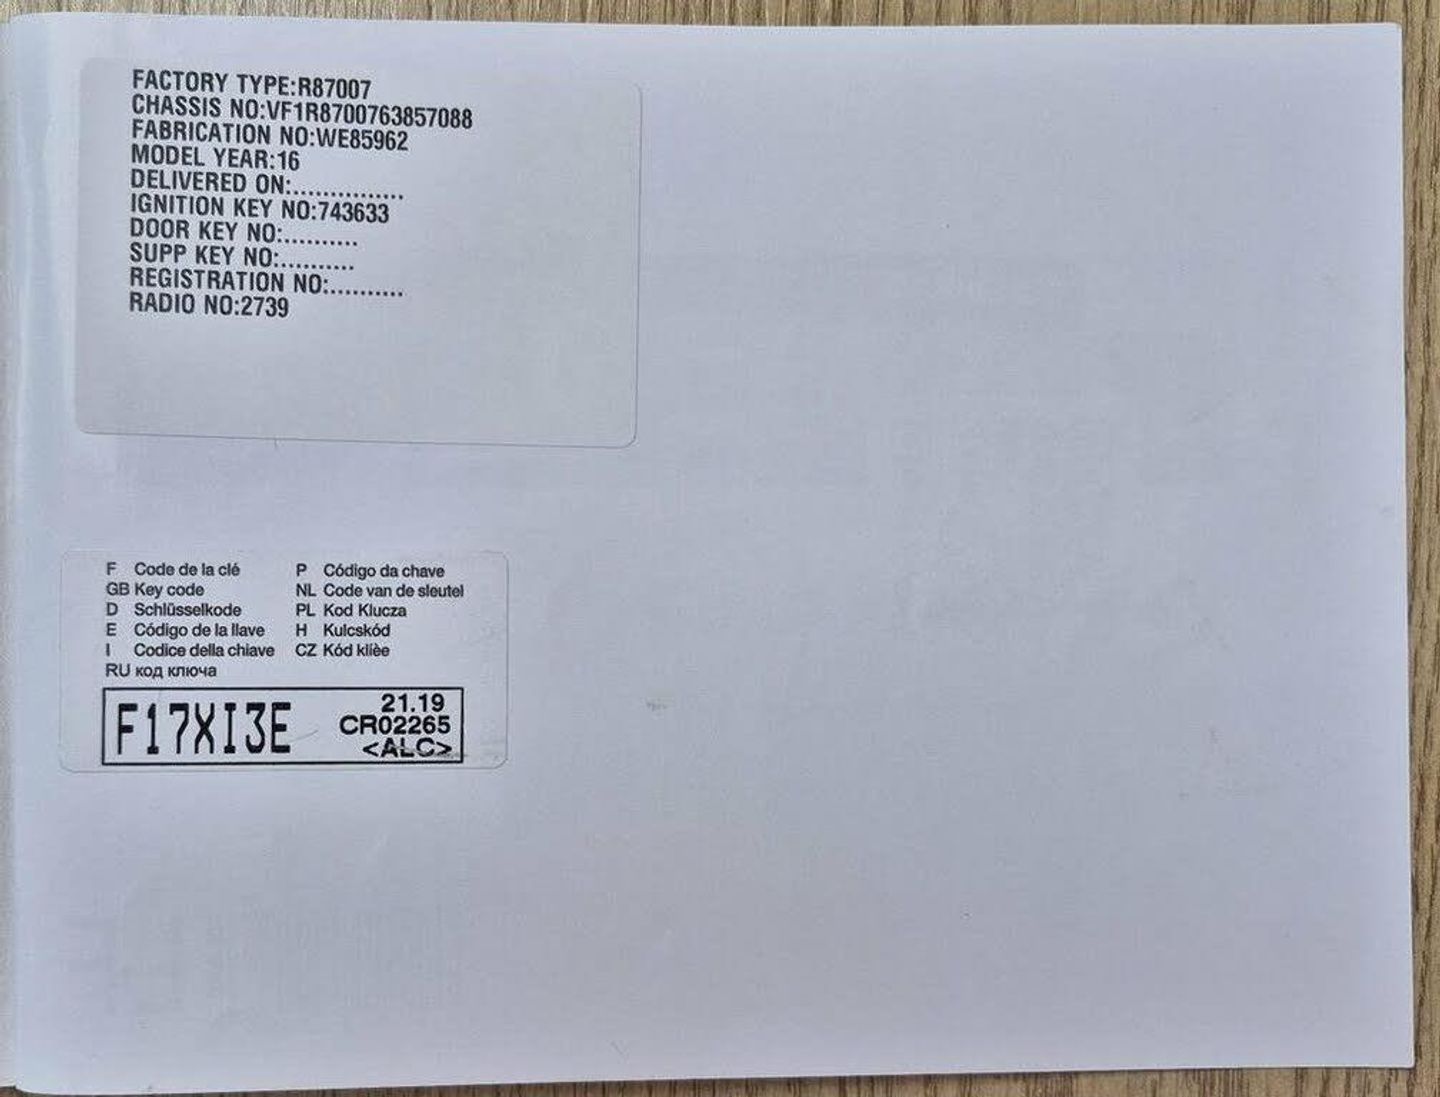 FACTORY TYPE:R87007
CHASSIS NO:VF1R8700763857088
FABRICATION NO:WE85962
MODEL YEAR:16
DELIVERED ON:...............
IGNITION KEY NO:743633
DOOR KEY NO:..........
SUPP KEY NO:..........
REGISTRATION NO:..........
RADIO NO:2739
F Code de la clé
GB Key code
D Schlüsselkode
E Código de la llave
I Codice della chiave
RU код ключа
P Código da chave
NL Code van de sleutel
PL Kod Klucza
H Kulcskód
CZ Kód klièe
F17XI3E
21.19
CR02265
<ALC>